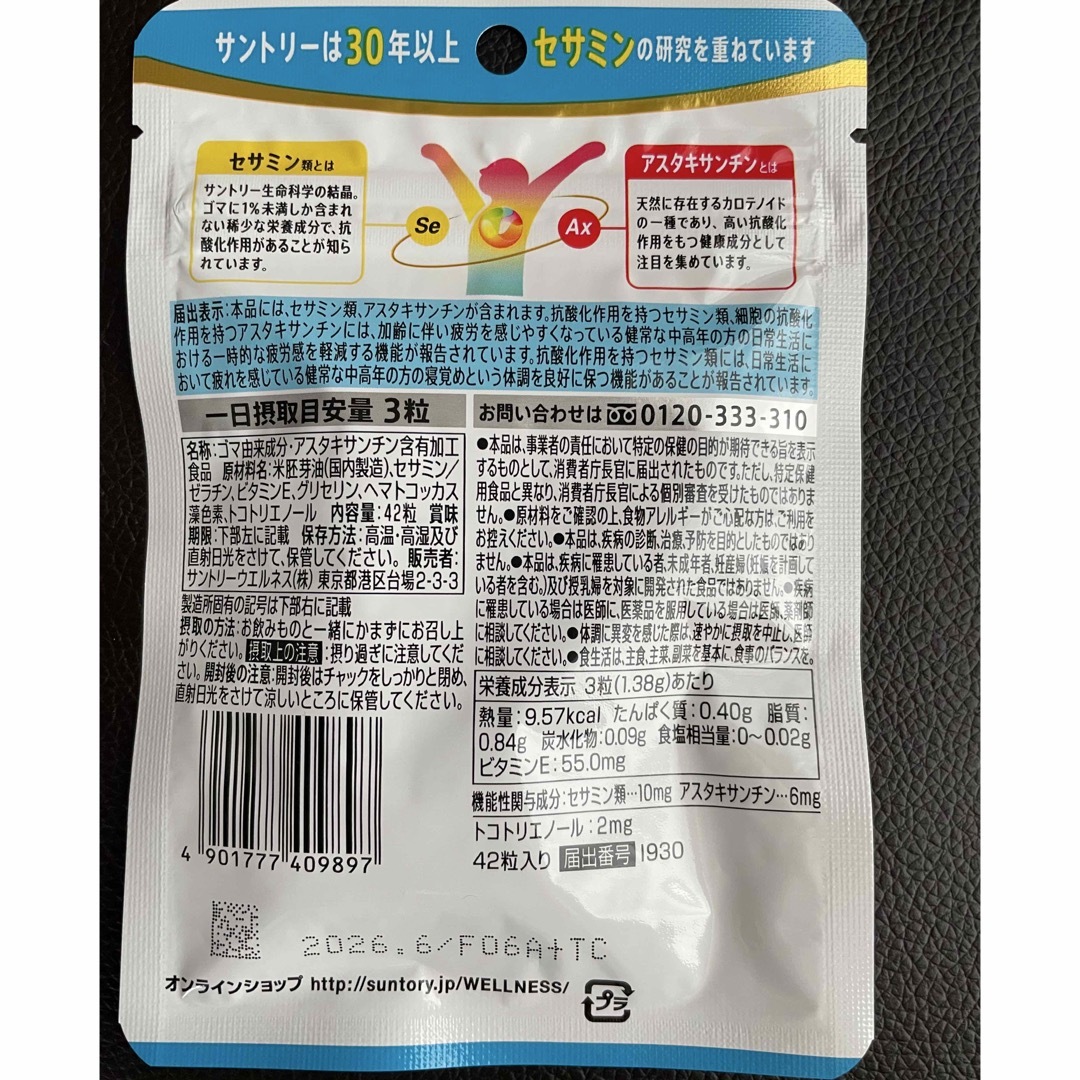 サントリーは30年以上 セサミンの研究を重ねています
セサミン類とは
サントリー生命科学の結晶。
ゴマに1%未満しか含まれ
ない稀少な栄養成分で、抗
酸化作用があることが知ら
れています。
Se
Ax
アスタキサンチンとは
天然に存在するカロテノイド
の一種であり、高い抗酸化
作用をもつ健康成分として
注目を集めています。
届出表示:本品には、セサミン類、アスタキサンチンが含まれます。抗酸化作用を持つセサミン類、細胞の抗酸化
作用を持つアスタキサンチンには、加齢に伴い疲労を感じやすくなっている健常な中高年の方の日常生活に
おける一時的な疲労感を軽減する機能が報告されています。抗酸化作用を持つセサミン類には、日常生活に
おいて疲れを感じている健常な中高年の方の寝覚めという体調を良好に保つ機能があることが報告されています。
一日摂取目安量 3粒
名称:ゴマ由来成分・アスタキサンチン含有加工
食品 原材料名:米胚芽油(国内製造)、セサミン/
ゼラチン、ビタミンE、グリセリン、ヘマトコッカス
藻色素、トコトリエノール 内容量:42粒 賞味
期限:下部左に記載 保存方法:高温・高湿及び
直射日光をさけて、保管してください。 販売者:
サントリーウエルネス(株) 東京都港区台場2-3-3
製造所固有の記号は下部右に記載
摂取の方法:お飲みものと一緒にかまずにお召し上
がりください。 摂取上の注意:摂り過ぎに注意してくだ
さい。 開封後の注意:開封後はチャックをしっかりと閉め、
直射日光をさけて涼しいところに保管してください。
お問い合わせは 0120-333-310
●本品は、事業者の責任において特定の保健の目的が期待できる旨を表示
するものとして、消費者庁長官に届出されたものです。ただし、特定保健
用食品と異なり、消費者庁長官による個別審査を受けたものではありま
せん。●原材料をご確認の上、食物アレルギーがご心配な方は、ご利用を
お控えください。●本品は、疾病の診断、治療、予防を目的としたものではあり
ません。●本品は、疾病に罹患している者、未成年者、妊産婦(妊娠を計画して
いる者を含む。)及び授乳婦を対象に開発された食品ではありません。●疾病
に罹患している場合は医師に、医薬品を服用している場合は医師、薬剤師
に相談してください。●体調に異変を感じた際は、速やかに摂取を中止し、医師
に相談してください。●食生活は、主食、主菜、副菜を基本に、食事のバランスを。
栄養成分表示 3粒(1.38g)あたり
熱量:9.57kcal たんぱく質:0.40g 脂質:
0.84g 炭水化物:0.09g 食塩相当量:0~0.02g
ビタミンE:55.0mg
機能性関与成分:セサミン類…10mg アスタキサンチン…6mg
トコトリエノール:2mg
42粒入り 届出番号 I930
4 901777 409897
2026.6/F06A+TC
オンラインショップ http://suntory.jp/WELLNESS/
プラ